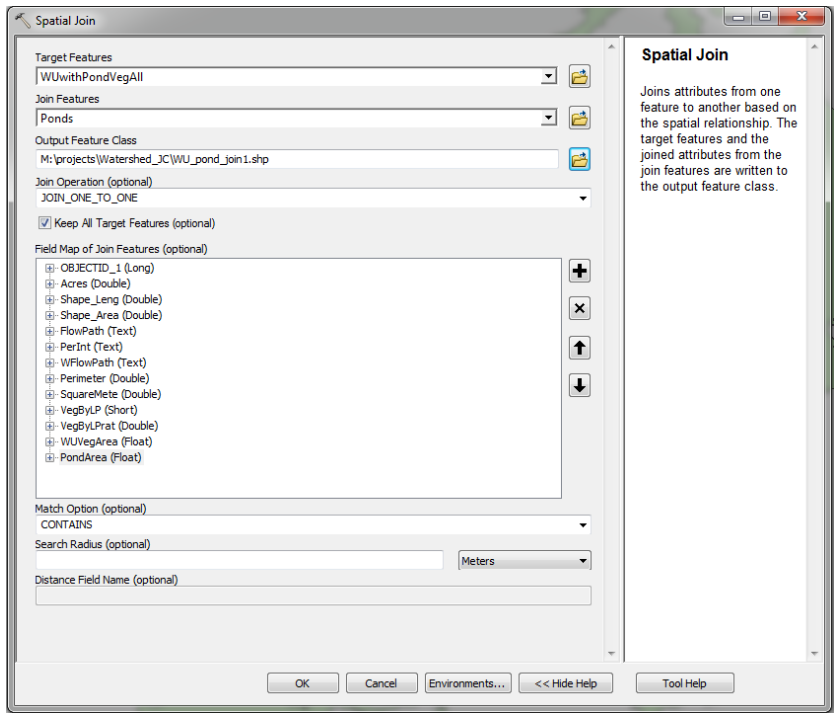 Spatial Join
Target Features
WUwithPondVegAll
Join Features
Ponds
Output Feature Class
M:\projects\Watershed_JC\WU_pond_join1.shp
Join Operation (optional)
JOIN_ONE_TO_ONE
Keep All Target Features (optional)
Field Map of Join Features (optional)
OBJECTID_1 (Long)
Acres (Double)
Shape_Leng (Double)
Shape_Area (Double)
FlowPath (Text)
PerInt (Text)
WFlowPath (Text)
Perimeter (Double)
SquareMete (Double)
VegByLP (Short)
VegByLPrat (Double)
WUVegArea (Float)
PondArea (Float)
Match Option (optional)
CONTAINS
Search Radius (optional)
Meters
Distance Field Name (optional)
OK Cancel Environments... << Hide Help Tool Help
Spatial Join
Joins attributes from one
feature to another based on
the spatial relationship. The
target features and the
joined attributes from the
join features are written to
the output feature class.